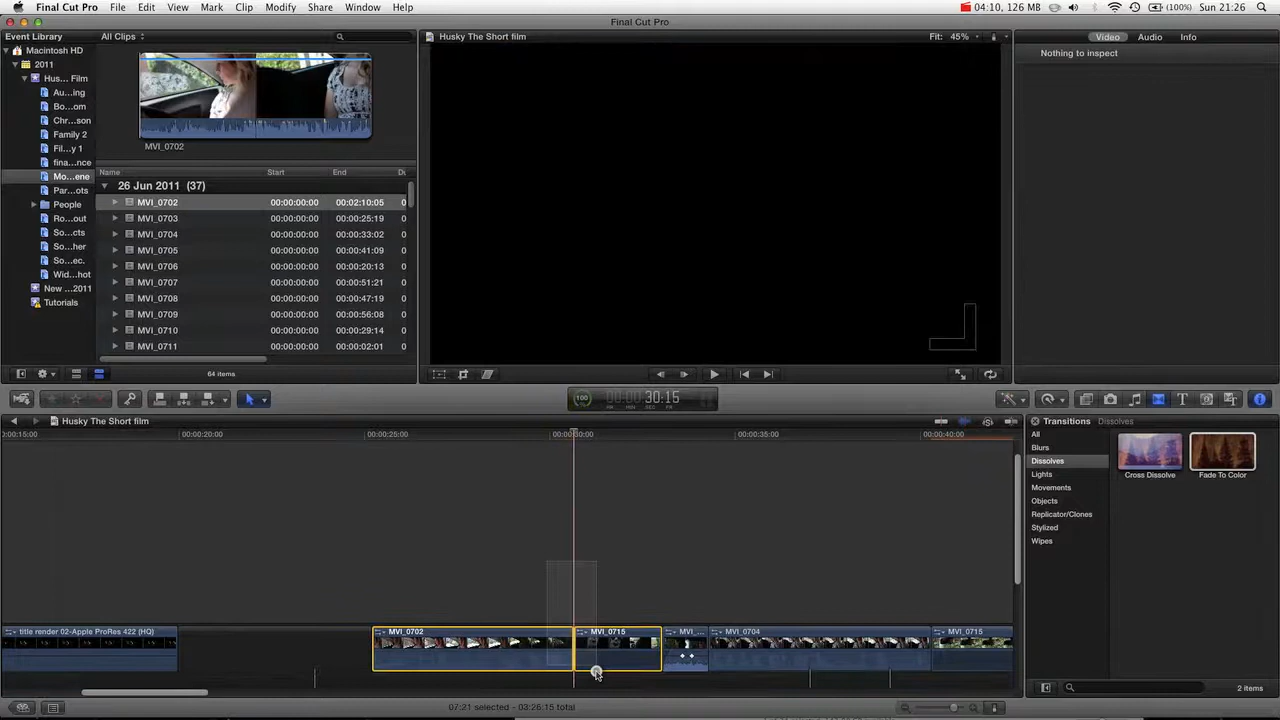 Final Cut Pro File Edit View Mark Clip Modify Share Window Help 04:10, 126 MB (100%) Sun 21:26
Final Cut Pro
Event Library All Clips Husky The Short film Fit: 45% Video Audio Info
Macintosh HD
2011
Hus... Film
Au...ing
Bo...om
Chr...son
Family 2
Fil...y 1
fina...nce
Mo...ene
Par...ots
People
Ro...out
So...cts
So...her
So...ec.
Wid...hot
New ...2011
Tutorials
MVI_0702
Name Start End Du
26 Jun 2011 (37)
MVI_0702 00:00:00:00 00:02:10:05 0
MVI_0703 00:00:00:00 00:00:25:19 0
MVI_0704 00:00:00:00 00:00:33:02 0
MVI_0705 00:00:00:00 00:00:41:09 0
MVI_0706 00:00:00:00 00:00:20:13 0
MVI_0707 00:00:00:00 00:00:51:21 0
MVI_0708 00:00:00:00 00:00:47:19 0
MVI_0709 00:00:00:00 00:00:56:08 0
MVI_0710 00:00:00:00 00:00:29:14 0
MVI_0711 00:00:00:00 00:00:02:01 0
64 items
Nothing to inspect
100 00:00:30:15
HR MIN SEC FR
Husky The Short film
0:00:15:00 00:00:20:00 00:00:25:00 00:00:30:00 00:00:35:00 00:00:40:00
title render 02-Apple ProRes 422 (HQ) MVI_0702 MVI_0715 MVI_... MVI_0704 MVI_0715
Transitions Dissolves
All
Blurs
Dissolves
Lights
Movements
Objects
Replicator/Clones
Stylized
Wipes
Cross Dissolve Fade To Color
07:21 selected - 03:26:15 total
2 items